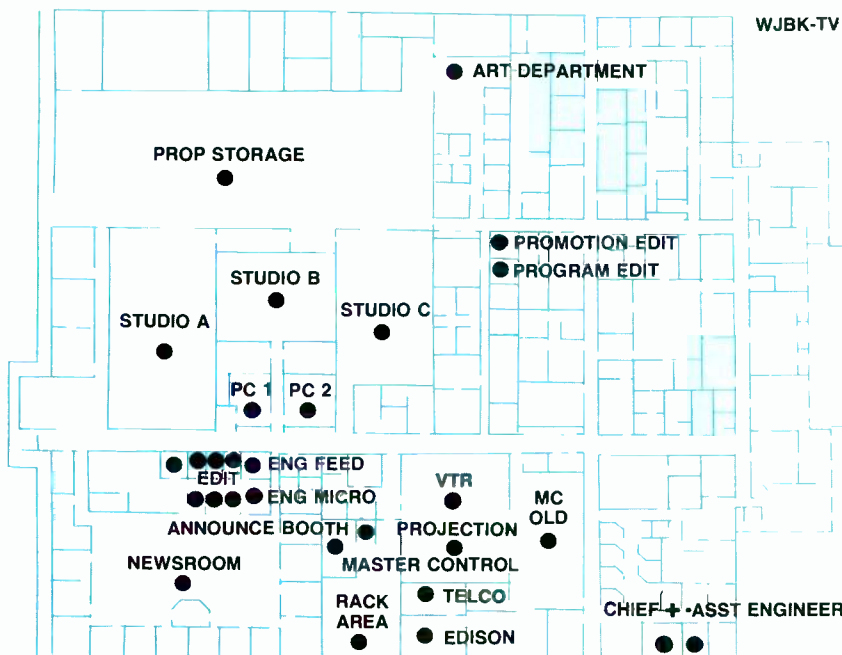 WJBK-TV
ART DEPARTMENT
PROP STORAGE
PROMOTION EDIT
PROGRAM EDIT
STUDIO B
STUDIO C
STUDIO A
PC 1
PC 2
ENG FEED
EDIT
ENG MICRO
VTR
MC
OLD
ANNOUNCE BOOTH
PROJECTION
NEWSROOM
MASTER CONTROL
TELCO
RACK
AREA
CHIEF + •ASST ENGINEER
EDISON